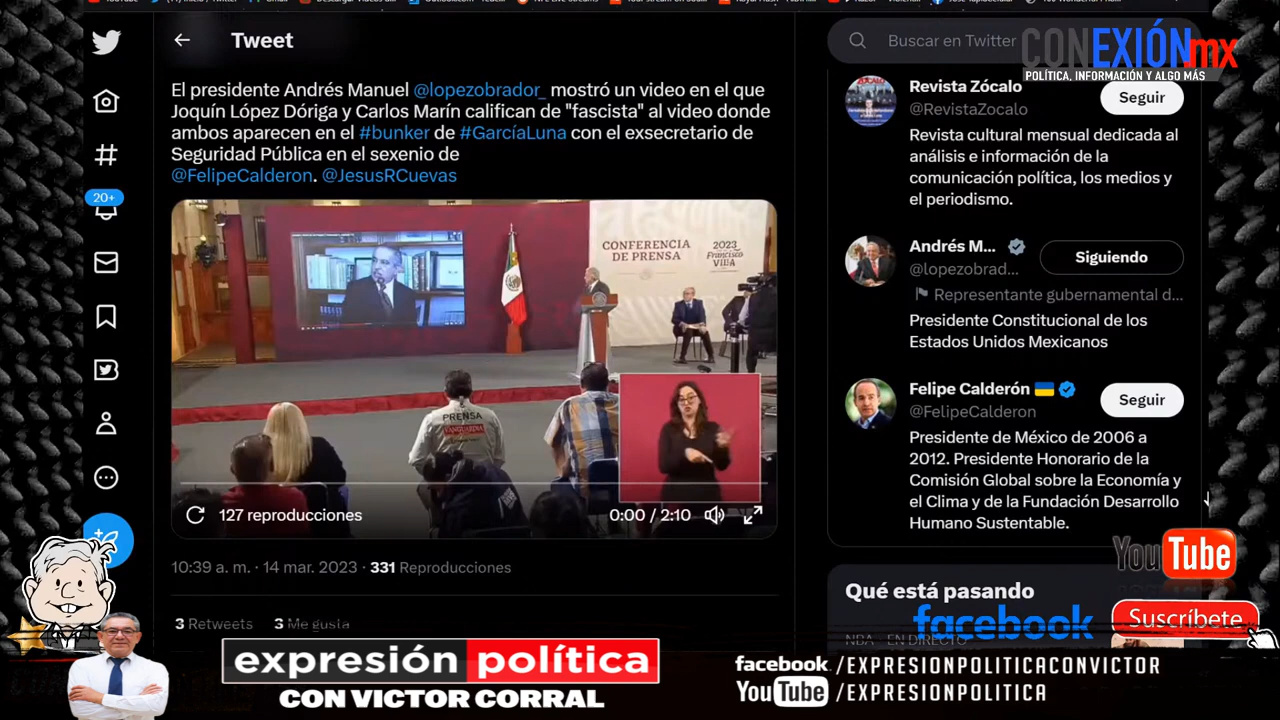 Tweet
Buscar en Twitter
CONEXIÓNmx
POLÍTICA, INFORMACIÓN Y ALGO MÁS
20+
El presidente Andrés Manuel @lopezobrador_ mostró un video en el que
Joquín López Dóriga y Carlos Marín califican de "fascista" al video donde
ambos aparecen en el #bunker de #GarcíaLuna con el exsecretario de
Seguridad Pública en el sexenio de
@FelipeCalderon. @JesusRCuevas
CONFERENCIA
DE PRENSA
2023
Francisco
VILLA
PRENSA
VANGUARDIA
127 reproducciones
0:00 / 2:10
10:39 a. m. · 14 mar. 2023 · 331 Reproducciones
3 Retweets 3 Me gusta
Revista Zócalo
@RevistaZocalo
Seguir
Revista cultural mensual dedicada al
análisis e información de la
comunicación política, los medios y
el periodismo.
Andrés M...
@lopezobrad...
Siguiendo
Representante gubernamental d...
Presidente Constitucional de los
Estados Unidos Mexicanos
Felipe Calderón
@FelipeCalderon
Seguir
Presidente de México de 2006 a
2012. Presidente Honorario de la
Comisión Global sobre la Economía y
el Clima y de la Fundación Desarrollo
Humano Sustentable.
Qué está pasando
NBA · EN DIRECTO
YouTube
facebook
Suscríbete
expresión política
CON VICTOR CORRAL
facebook /EXPRESIONPOLITICACONVICTOR
YouTube /EXPRESIONPOLITICA